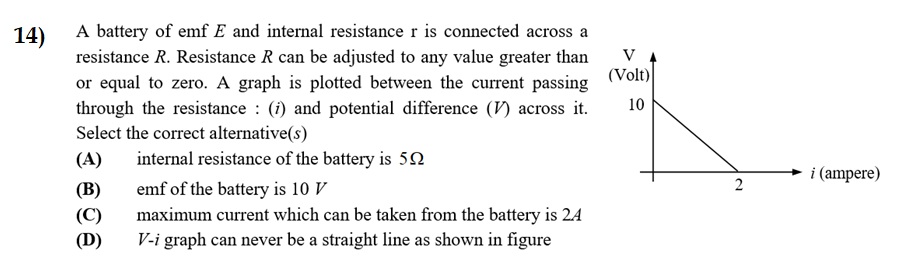 14) A battery of emf E and internal resistance r is connected across a
resistance R. Resistance R can be adjusted to any value greater than
or equal to zero. A graph is plotted between the current passing
through the resistance : (i) and potential difference (V) across it.
Select the correct alternative(s)
(A) internal resistance of the battery is 5Ω
(B) emf of the battery is 10 V
(C) maximum current which can be taken from the battery is 2A
(D) V-i graph can never be a straight line as shown in figure
V
(Volt)
10
2
i (ampere)